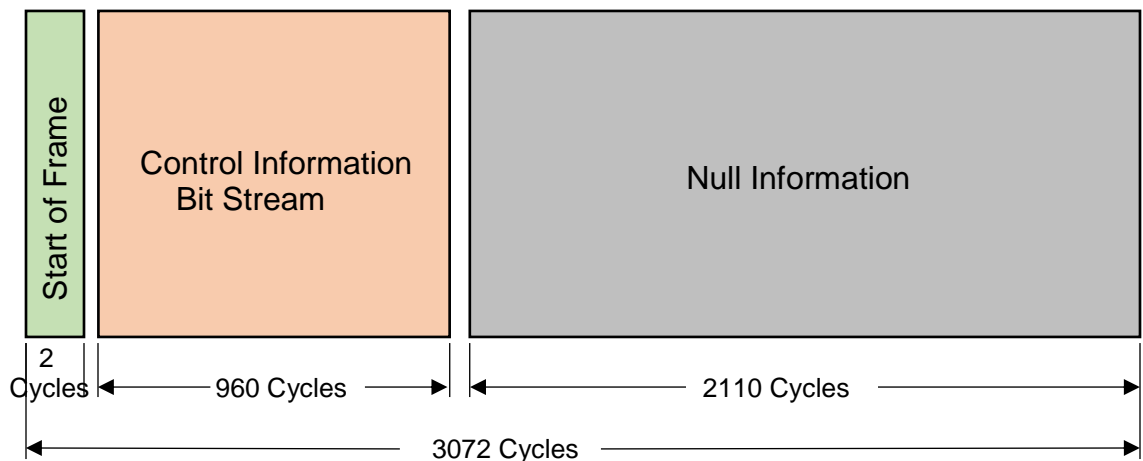 Start of Frame
Control Information
Bit Stream
Null Information
2
Cycles
960 Cycles
2110 Cycles
3072 Cycles